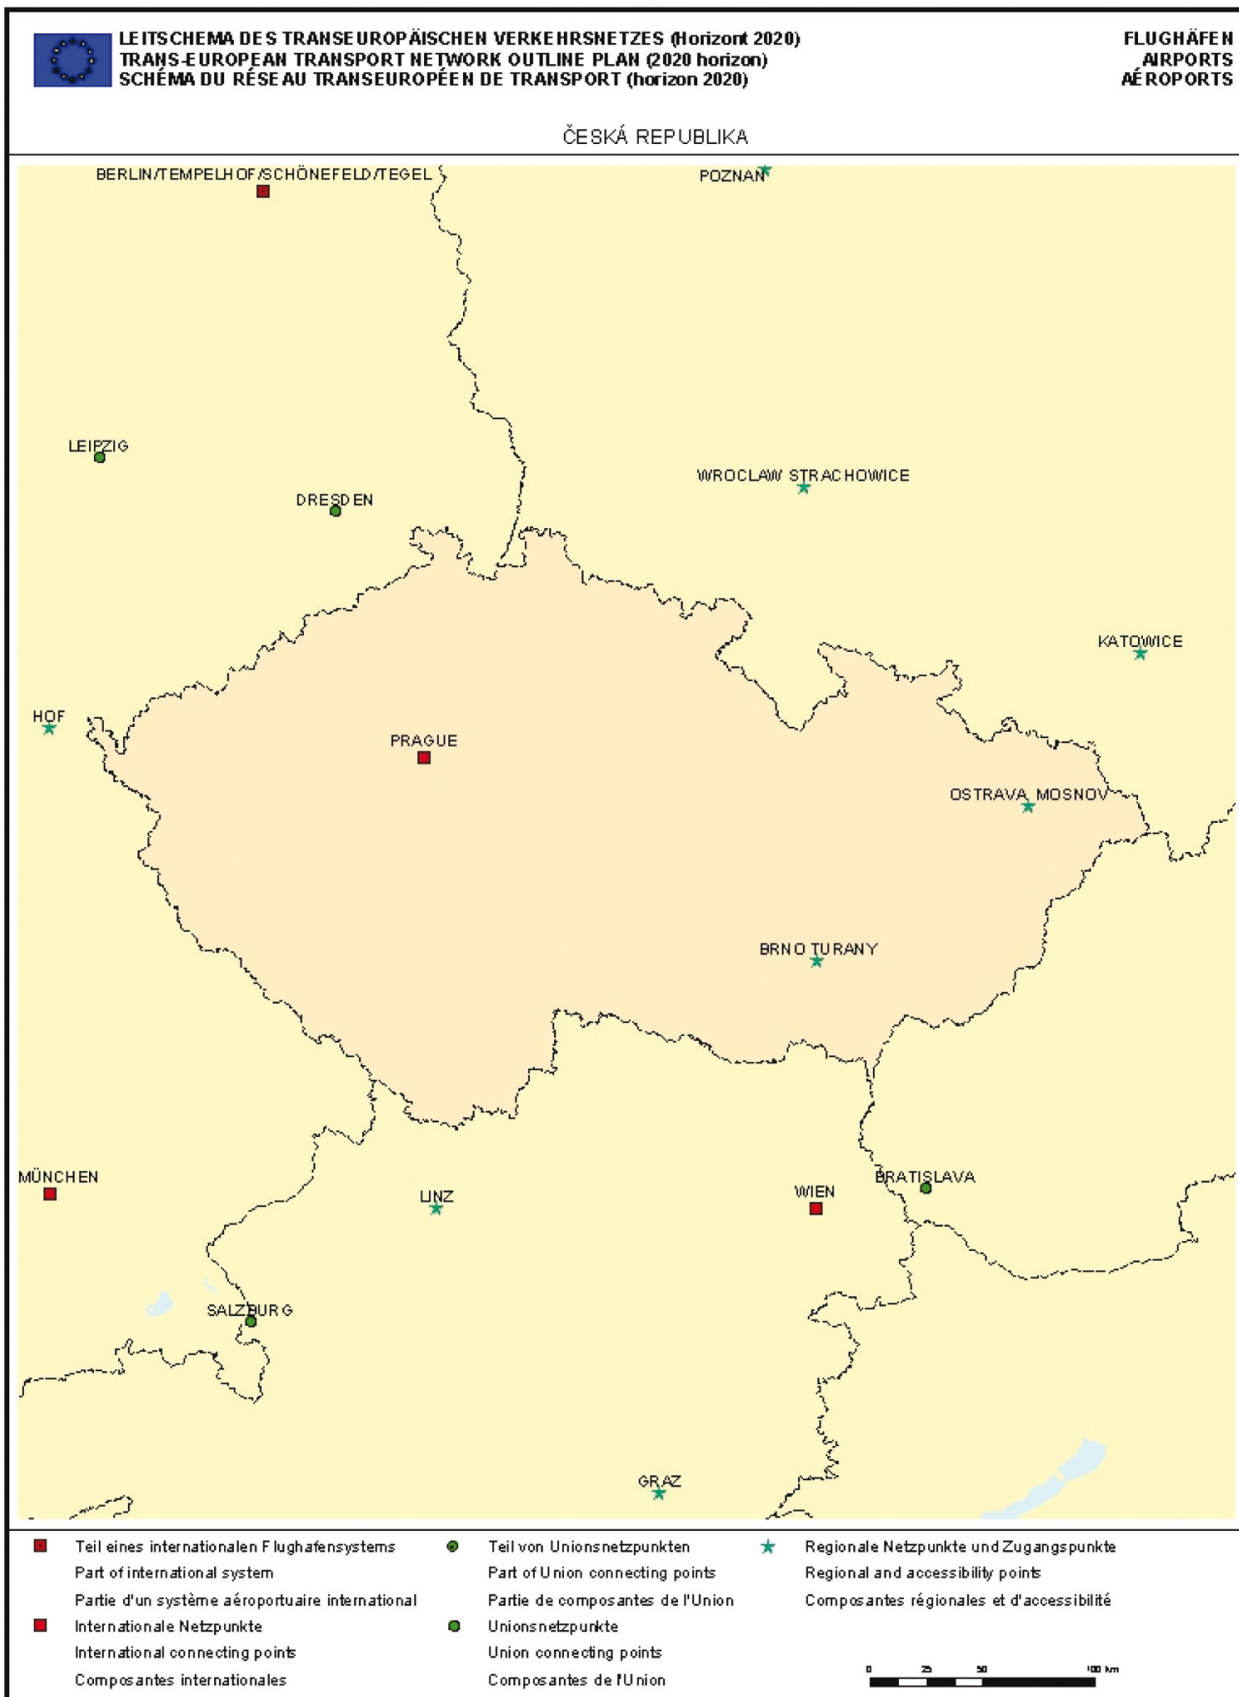 LEITSCHEMA DES TRANSEUROPÄISCHEN VERKEHRSNETZES (Horizont 2020)
TRANS-EUROPEAN TRANSPORT NETWORK OUTLINE PLAN (2020 horizon)
SCHÉMA DU RÉSEAU TRANSEUROPÉEN DE TRANSPORT (horizon 2020)
FLUGHÄFEN
AIRPORTS
AÉROPORTS
ČESKÁ REPUBLIKA
BERLIN/TEMPELHOF/SCHÖNEFELD/TEGEL
POZNAN
LEIPZIG
WROCLAW STRACHOWICE
DRESDEN
KATOWICE
HOF
PRAGUE
OSTRAVA MOSNOV
BRNO TURANY
MÜNCHEN
BRATISLAVA
LINZ
WIEN
SALZBURG
GRAZ
Teil eines internationalen Flughafensystems
Part of international system
Partie d'un système aéroportuaire international
Internationale Netzpunkte
International connecting points
Composantes internationales
Teil von Unionsnetzpunkten
Part of Union connecting points
Partie de composantes de l'Union
Unionsnetzpunkte
Union connecting points
Composantes de l'Union
Regionale Netzpunkte und Zugangspunkte
Regional and accessibility points
Composantes régionales et d'accessibilité
0 25 50 100 km